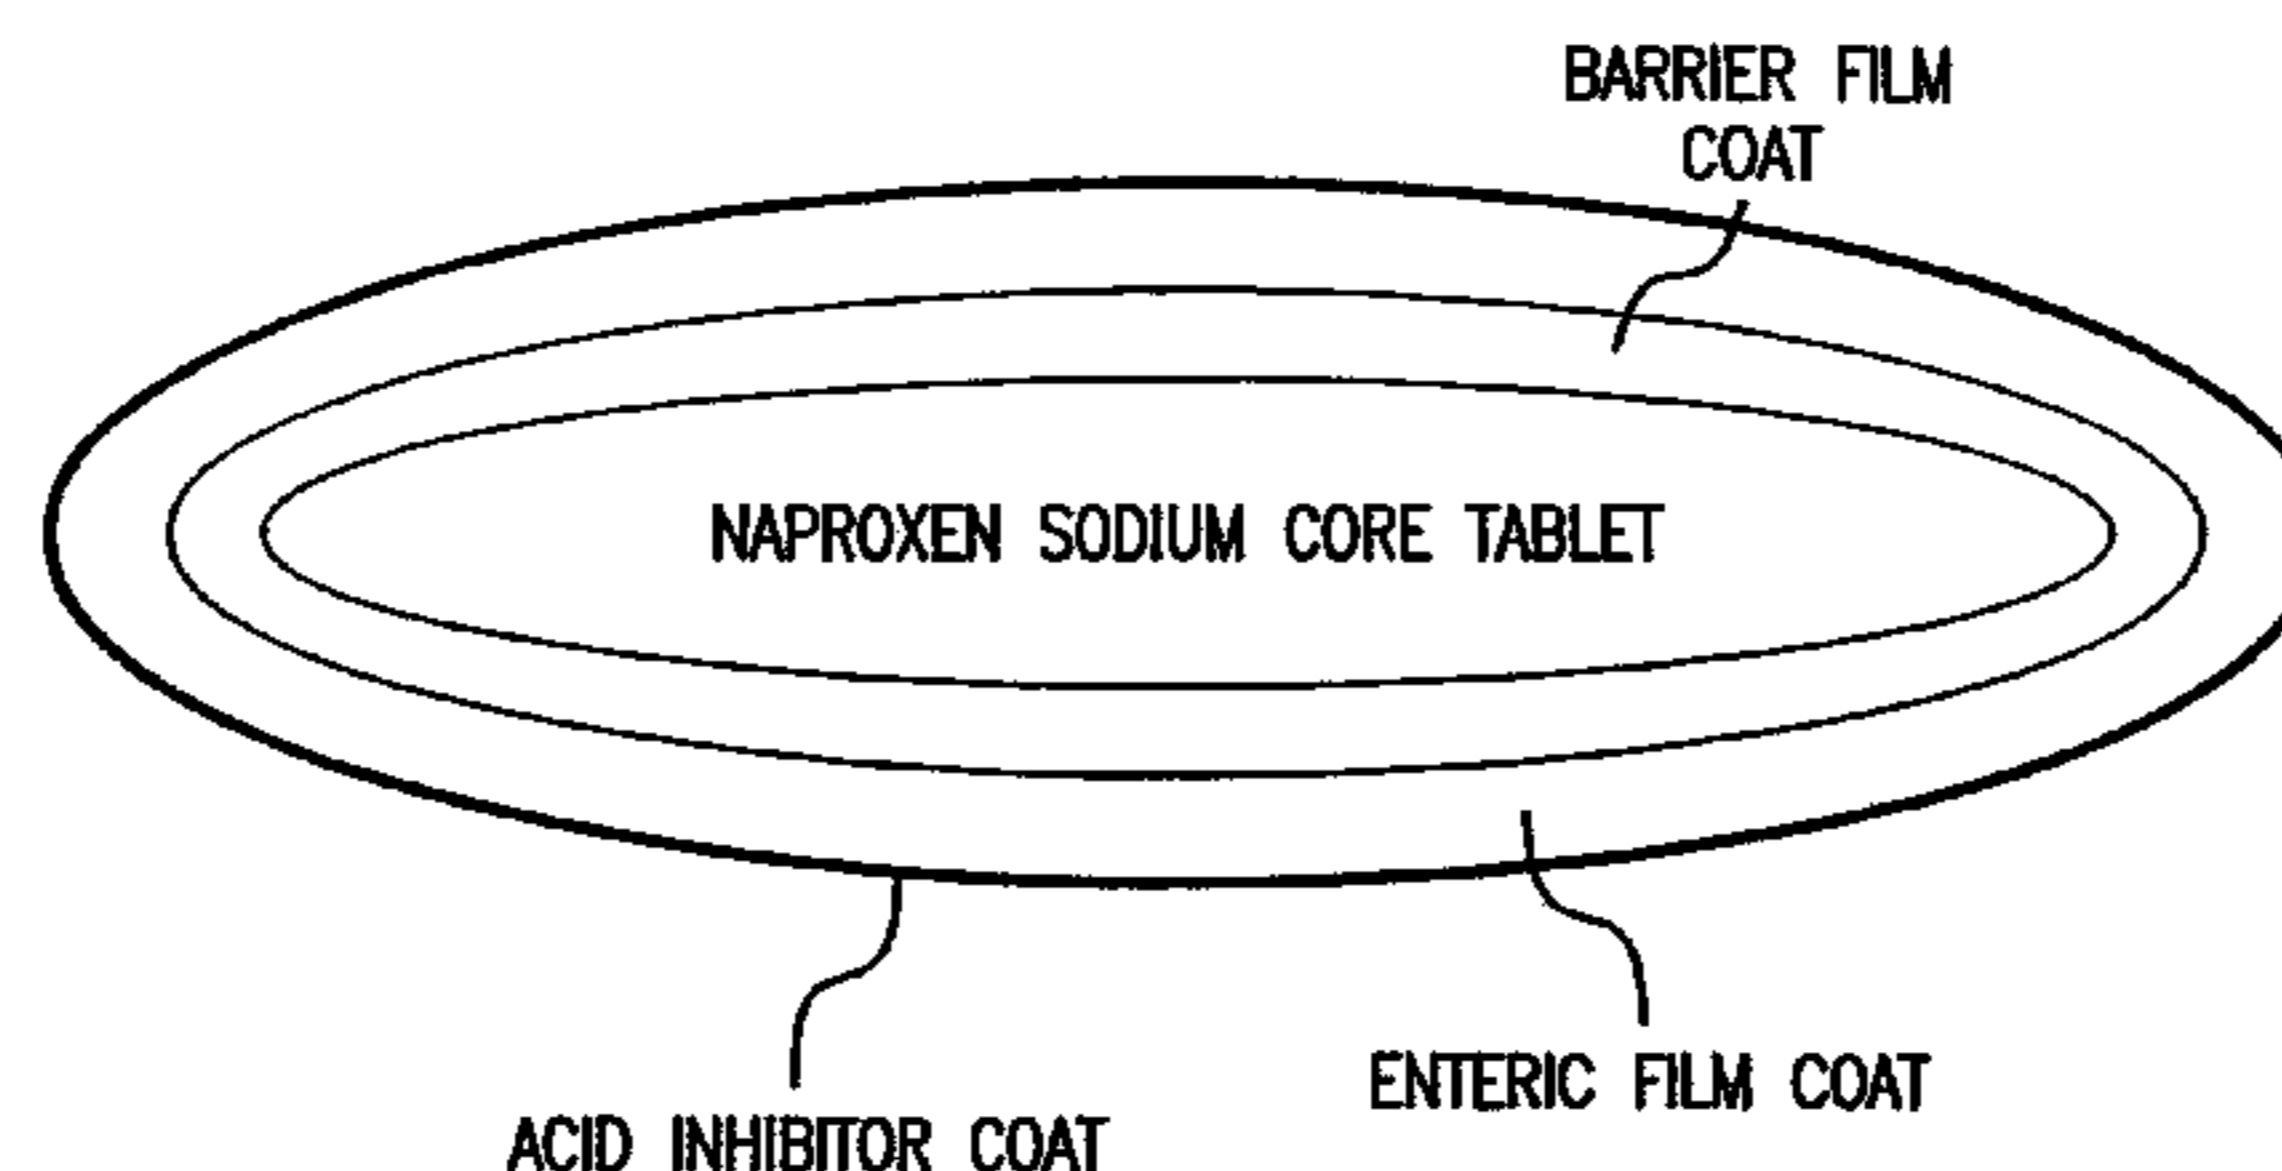 BARRIER FILM
COAT
NAPROXEN SODIUM CORE TABLET
ENTERIC FILM COAT
ACID INHIBITOR COAT